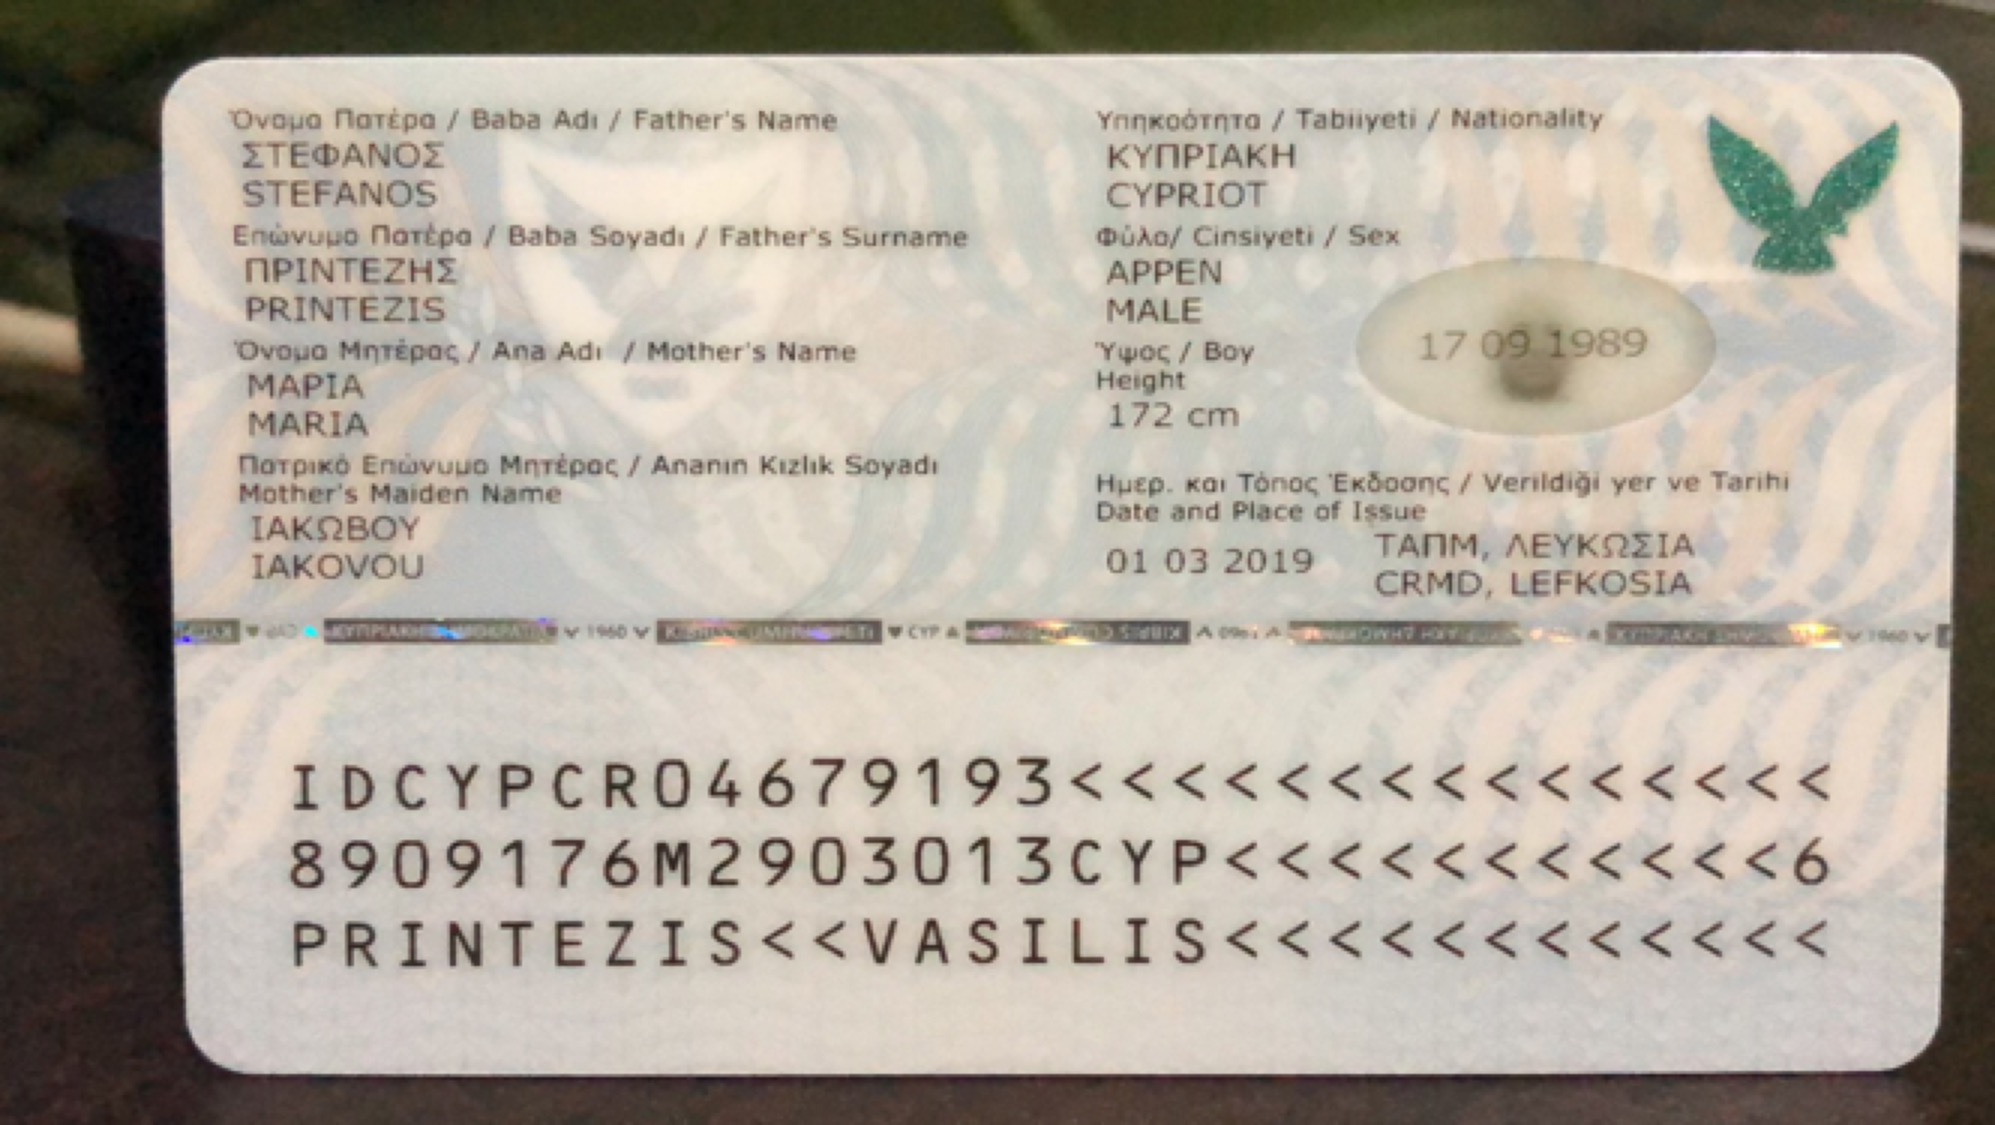 Όνομα Πατέρα / Baba Adı / Father's Name
ΣΤΕΦΑΝΟΣ
STEFANOS
Επώνυμο Πατέρα / Baba Soyadı / Father's Surname
ΠΡΙΝΤΕΖΗΣ
PRINTEZIS
Όνομα Μητέρας / Ana Adı / Mother's Name
ΜΑΡΙΑ
MARIA
Πατρικό Επώνυμο Μητέρας / Ananın Kızlık Soyadı
Mother's Maiden Name
ΙΑΚΩΒΟΥ
IAKOVOU
Υπηκοότητα / Tabiiyeti / Nationality
ΚΥΠΡΙΑΚΗ
CYPRIOT
Φύλο/ Cinsiyeti / Sex
ΑΡΡΕΝ
MALE
Ύψος / Boy
Height
172 cm
17 09 1989
Ημερ. και Τόπος Έκδοσης / Verildiği yer ve Tarihi
Date and Place of Issue
01 03 2019
ΤΑΠΜ, ΛΕΥΚΩΣΙΑ
CRMD, LEFKOSIA
IDCYPCR04679193<<<<<<<<<<<<<<<
8909176M2903013CYP<<<<<<<<<<<6
PRINTEZIS<<VASILIS<<<<<<<<<<<<